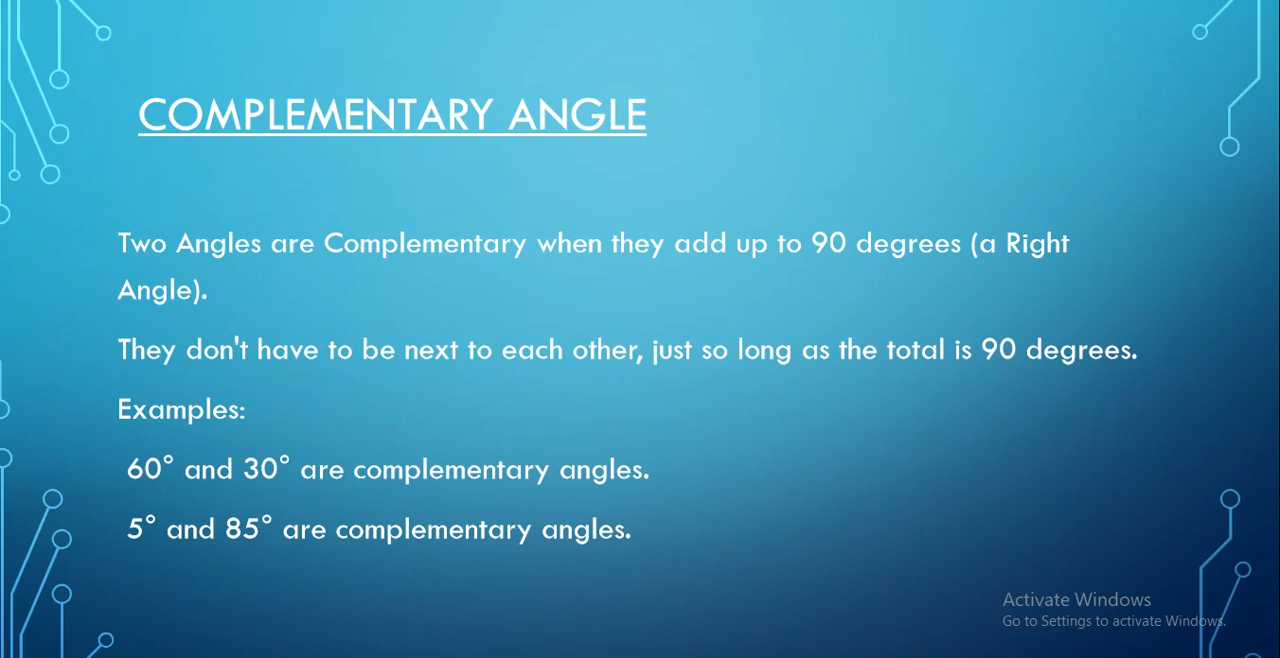 COMPLEMENTARY ANGLE
Two Angles are Complementary when they add up to 90 degrees (a Right
Angle).
They don't have to be next to each other, just so long as the total is 90 degrees.
Examples:
60° and 30° are complementary angles.
5° and 85° are complementary angles.
Activate Windows
Go to Settings to activate Windows.